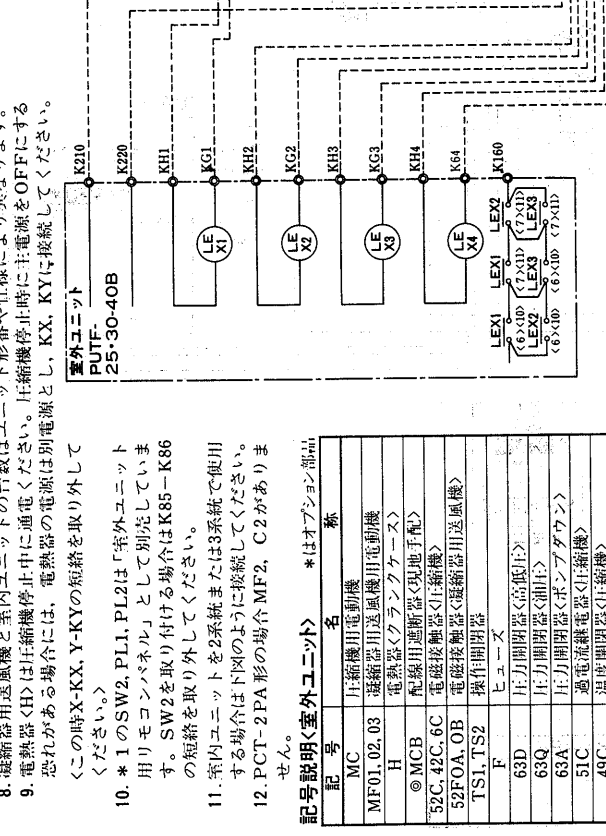 8. 凝縮器用送風機と室内ユニットの台数はユニット形番や仕様により異なります。
9. 電熱器〈H〉は圧縮機停止中に通電ください。圧縮機停止時に主電源をOFFにする
恐れがある場合には、電熱器の電源は別電源とし, KX, KYに接続してください。
〈この時X-KX, Y-KYの短絡を取り外して
ください。〉
10. *1のSW2, PL1, PL2は「室外ユニット
用リモコンパネル」として別売していま
す。SW2を取り付ける場合はK85-K86
の短絡を取り外してください。
11. 室内ユニットを2系統または3系統で使用
する場合は下図のように接続してください。
12. PCT-2PA形の場合MF2, C2がありま
せん。
記号説明〈室外ユニット〉 *はオプション部品
記号 名称
MC 圧縮機用電動機
MF01, 02, 03 凝縮器用送風機用電動機
H 電熱器〈クランクケース〉
◎MCB 配線用遮断器〈現地手配〉
52C, 42C, 6C 電磁接触器〈圧縮機〉
52FOA, OB 電磁接触器〈凝縮器用送風機〉
TS1, TS2 操作開閉器
F ヒューズ
63D 圧力開閉器〈高低圧〉
63Q 圧力開閉器〈油圧〉
63A 圧力開閉器〈ポンプダウン〉
51C 過電流継電器〈圧縮機〉
49C 温度開閉器〈圧縮機〉
室外ユニット
PUTF-
25・30-40B
K210
K220
KH1
KG1
KH2
KG2
KH3
KG3
KH4
K64
K160
LE X1
LE X2
LE X3
LE X4
LEX1 LEX1 LEX2
<6><10> <7><11> <7><11>
LEX2 LEX3 LEX3
<6><10> <6><10> <7><11>